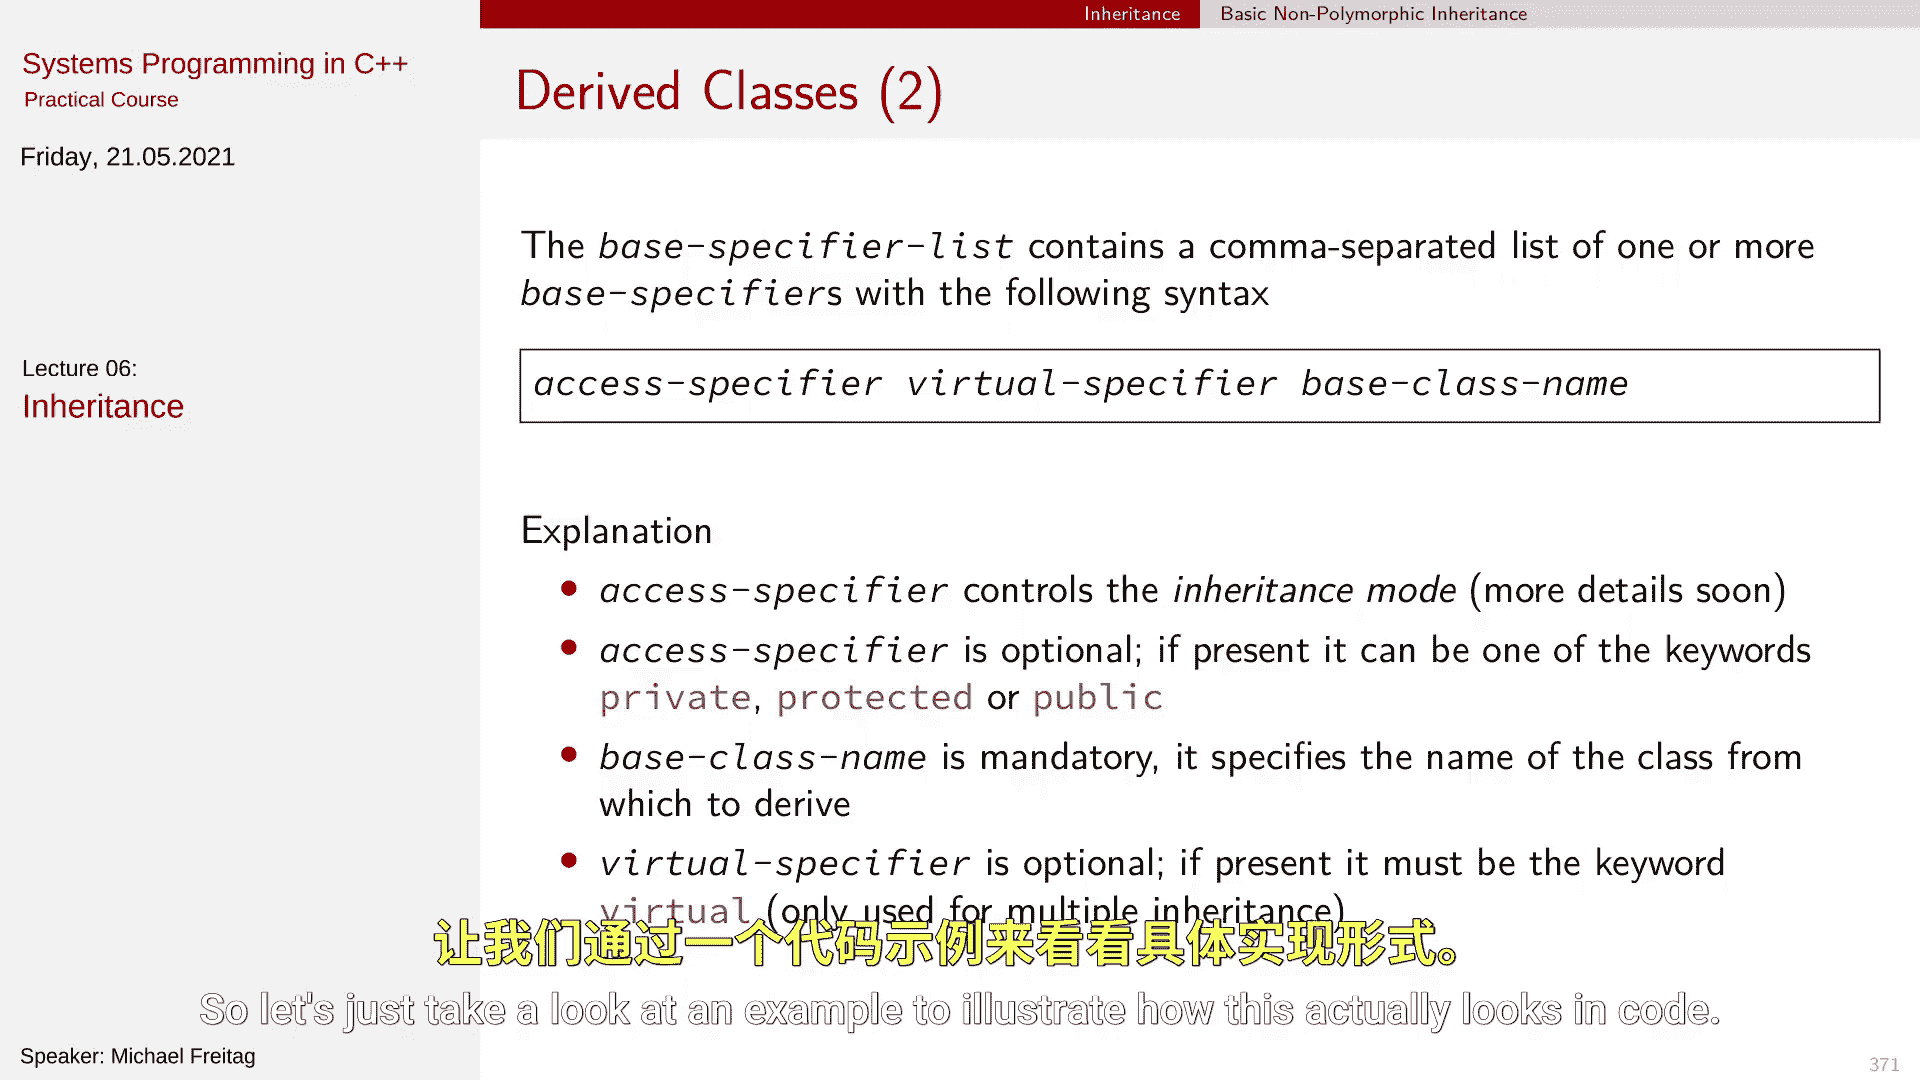 Inheritance
Basic Non-Polymorphic Inheritance
Systems Programming in C++
Practical Course
Friday, 21.05.2021
Lecture 06:
Inheritance
Derived Classes (2)
The base-specifier-list contains a comma-separated list of one or more
base-specifiers with the following syntax
access-specifier virtual-specifier base-class-name
Explanation
• access-specifier controls the inheritance mode (more details soon)
• access-specifier is optional; if present it can be one of the keywords
private, protected or public
• base-class-name is mandatory, it specifies the name of the class from
which to derive
• virtual-specifier is optional; if present it must be the keyword
virtual (only used for multiple inheritance)
让我们通过一个代码示例来看看具体实现形式。
So let's just take a look at an example to illustrate how this actually looks in code.
Speaker: Michael Freitag
371